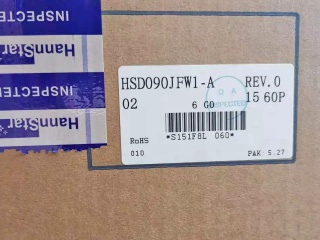 HannStar
INSPECTED
HannStar
HSD090JFW1-A REV.0
02 6 G0 15 60P
QA
INSPECTED
*S151F8L 060*
RoHS
010 PAK 5.27